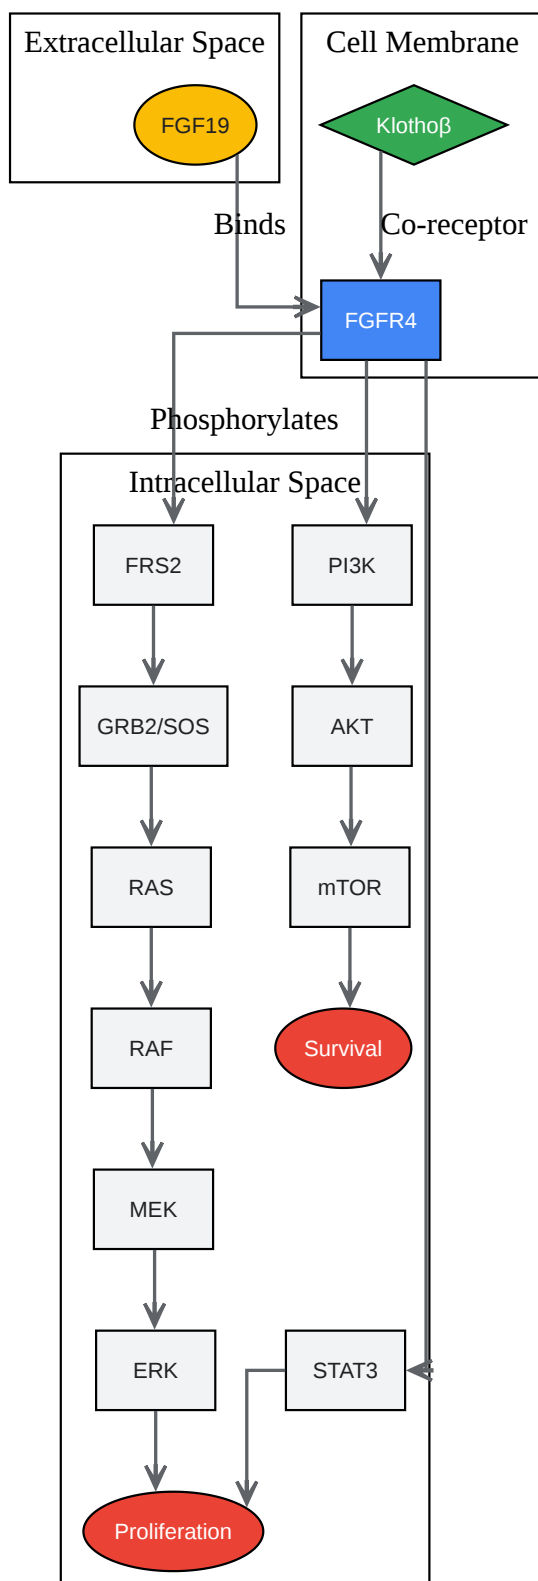 Extracellular Space
Cell Membrane
FGF19
Klothoβ
Binds
Co-receptor
FGFR4
Phosphorylates
Intracellular Space
FRS2
PI3K
GRB2/SOS
AKT
RAS
mTOR
RAF
Survival
MEK
ERK
STAT3
Proliferation